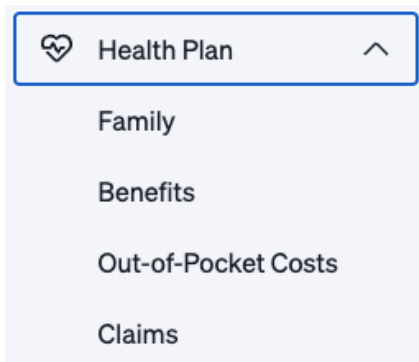 Health Plan
Family
Benefits
Out-of-Pocket Costs
Claims